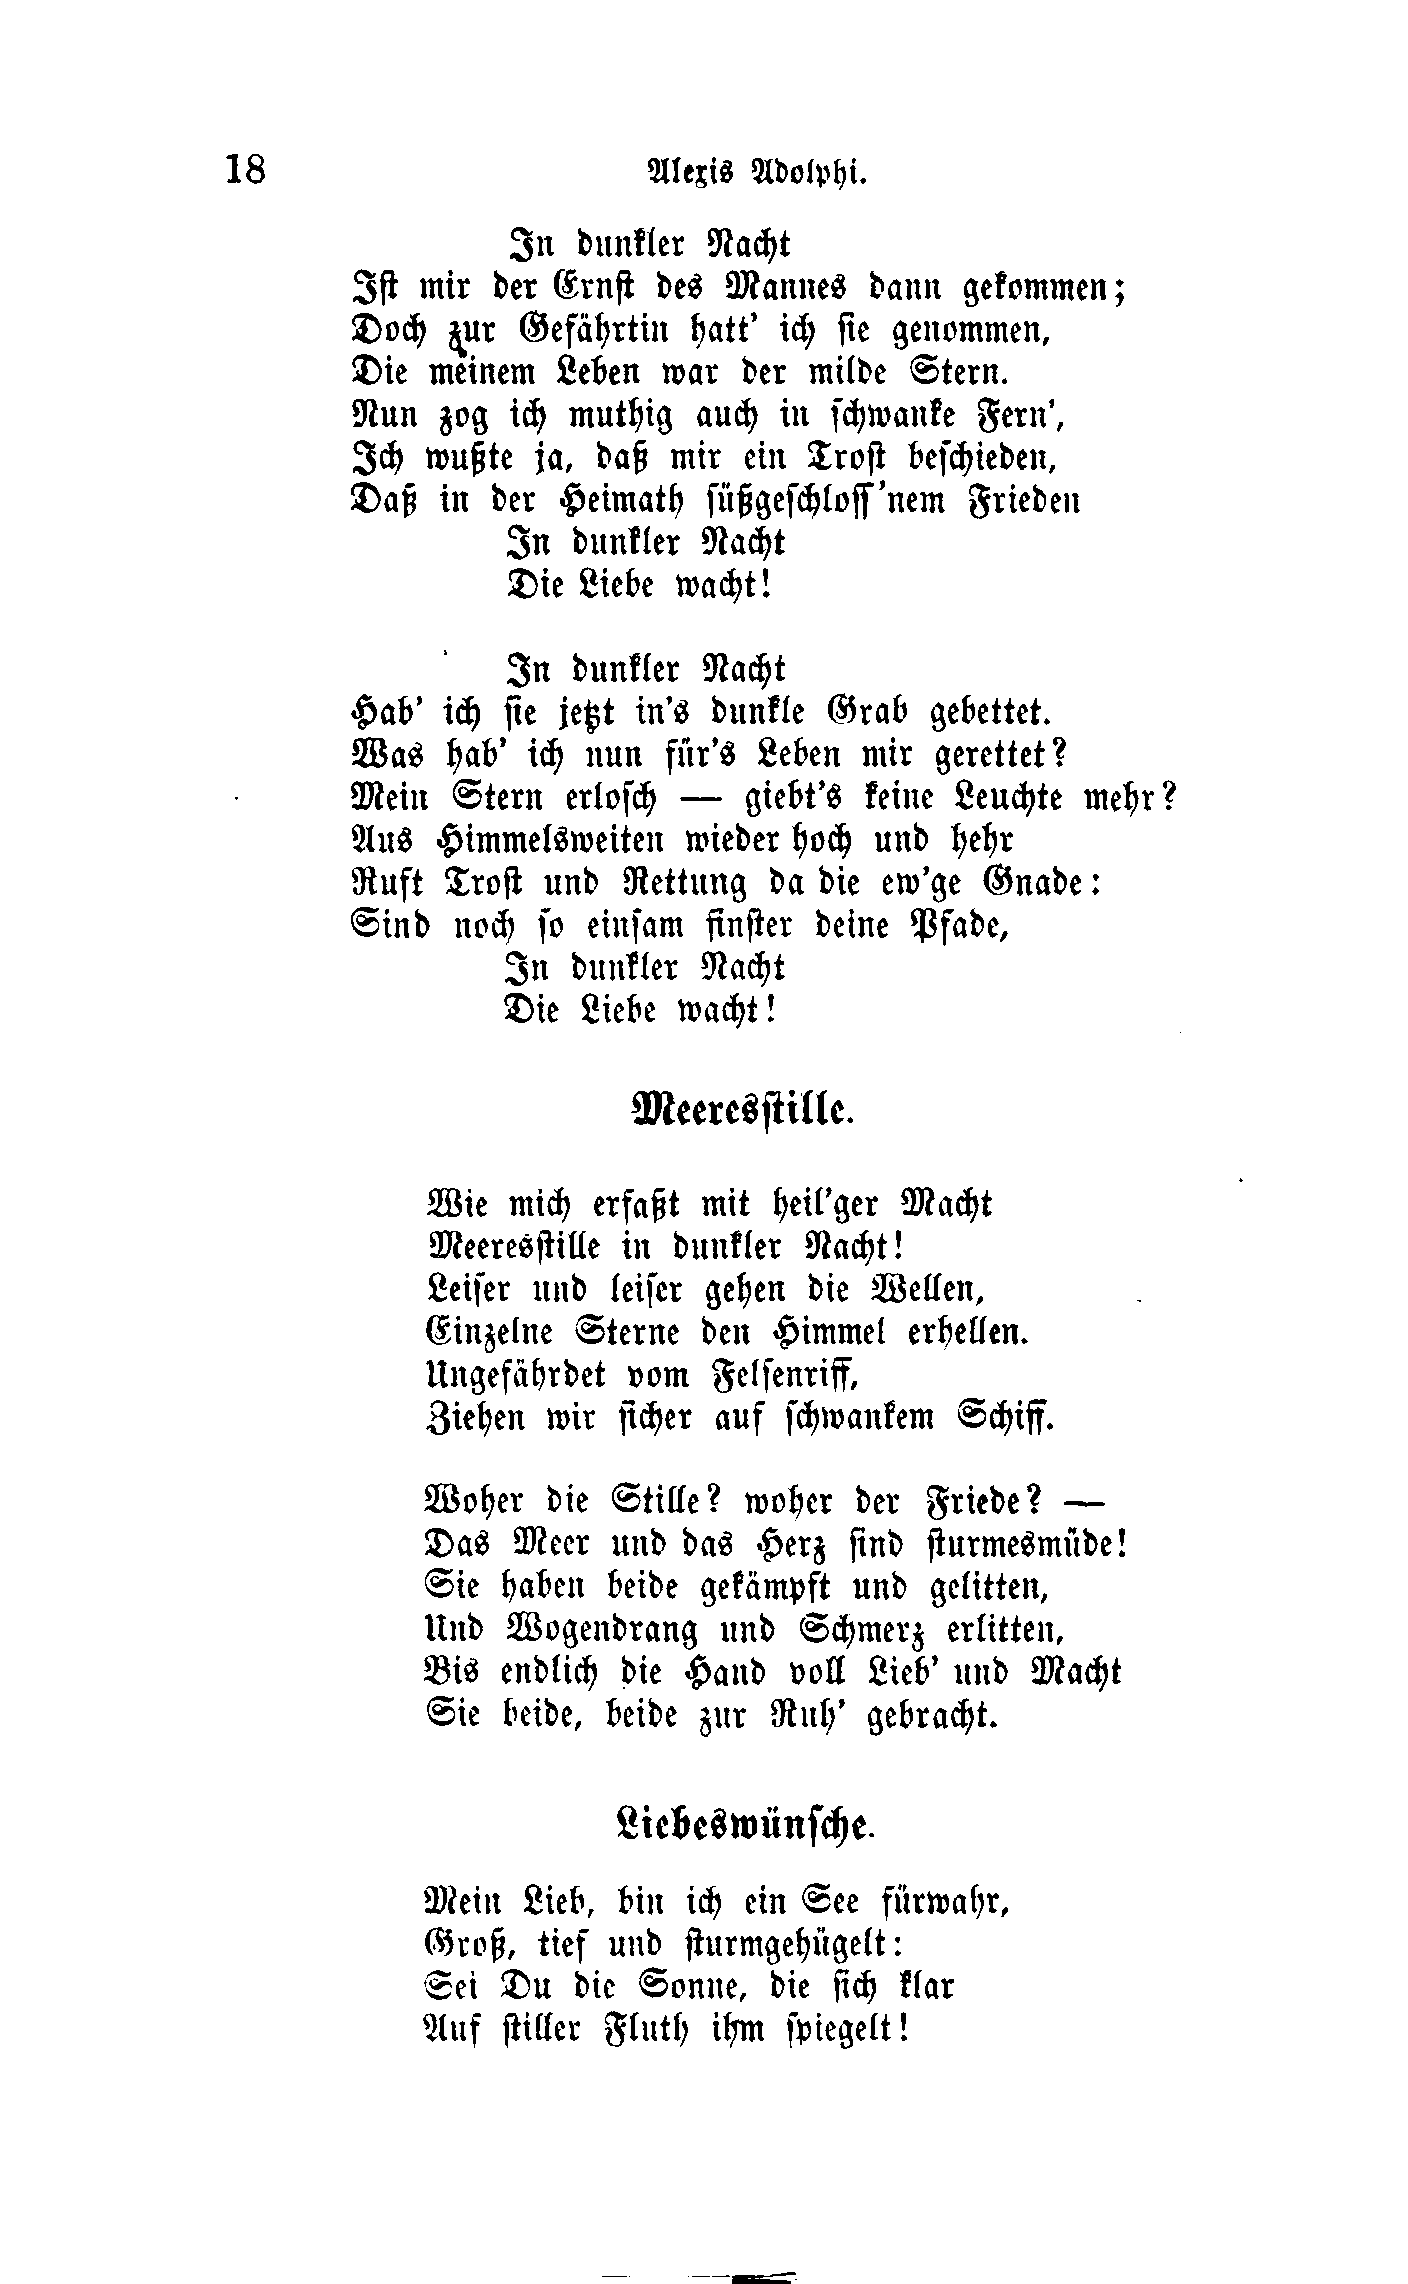 18 Alexis Adolphi.
In dunkler Nacht
Ist mir der Ernst des Mannes dann gekommen;
Doch zur Gefährtin hatt' ich sie genommen,
Die meinem Leben war der milde Stern.
Nun zog ich muthig auch in schwanke Fern',
Ich wußte ja, daß mir ein Trost beschieden,
Daß in der Heimath süßgeschloss'nem Frieden
In dunkler Nacht
Die Liebe wacht!
In dunkler Nacht
Hab' ich sie jetzt in's dunkle Grab gebettet.
Was hab' ich nun für's Leben mir gerettet?
Mein Stern erlosch — giebt's keine Leuchte mehr?
Aus Himmelsweiten wieder hoch und hehr
Ruft Trost und Rettung da die ew'ge Gnade:
Sind noch so einsam finster deine Pfade,
In dunkler Nacht
Die Liebe wacht!
Meeresstille.
Wie mich erfaßt mit heil'ger Macht
Meeresstille in dunkler Nacht!
Leiser und leiser gehen die Wellen,
Einzelne Sterne den Himmel erhellen.
Ungefährdet vom Felsenriff,
Ziehen wir sicher auf schwankem Schiff.
Woher die Stille? woher der Friede? —
Das Meer und das Herz sind sturmesmüde!
Sie haben beide gekämpft und gelitten,
Und Wogendrang und Schmerz erlitten,
Bis endlich die Hand voll Lieb' und Macht
Sie beide, beide zur Ruh' gebracht.
Liebeswünsche.
Mein Lieb, bin ich ein See fürwahr,
Groß, tief und sturmgehügelt:
Sei Du die Sonne, die sich klar
Auf stiller Fluth ihm spiegelt!